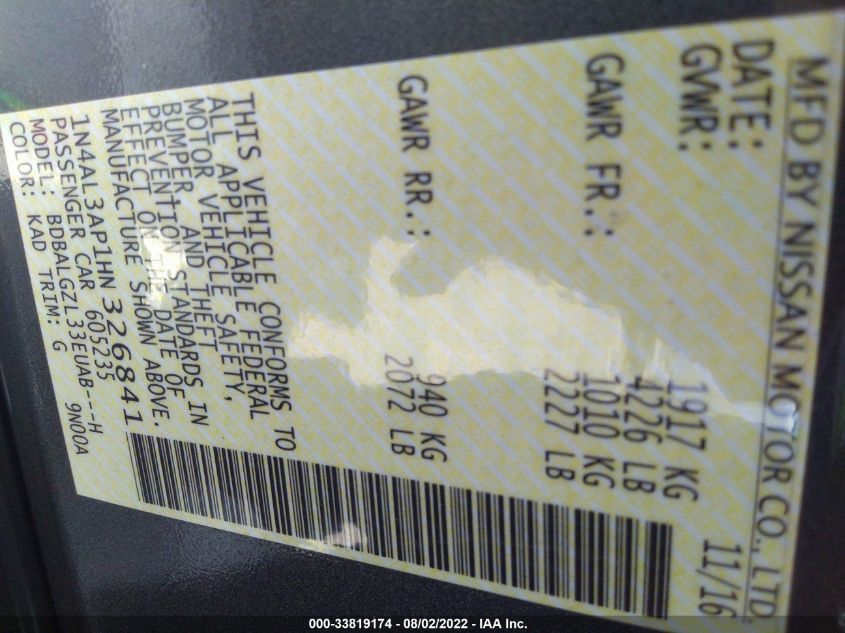 MFD BY NISSAN MOTOR CO., LTD.
DATE: 11/16
GVWR: 1917 KG
4226 LB
GAWR FR.: 1010 KG
2227 LB
GAWR RR.: 940 KG
2072 LB
THIS VEHICLE CONFORMS TO
ALL APPLICABLE FEDERAL
MOTOR VEHICLE SAFETY,
BUMPER, AND THEFT
PREVENTION STANDARDS IN
EFFECT ON THE DATE OF
MANUFACTURE SHOWN ABOVE.
1N4AL3AP1HN326841
PASSENGER CAR 605235
MODEL: BDBALGZL33EUAB---H
COLOR: KAD TRIM: G 9N00A
000-33819174 - 08/02/2022 - IAA Inc.